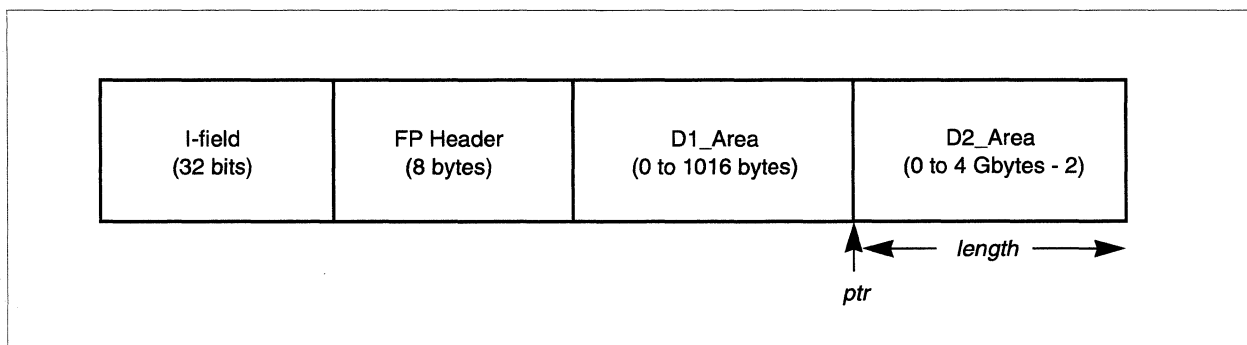 I-field
(32 bits)
FP Header
(8 bytes)
D1_Area
(0 to 1016 bytes)
D2_Area
(0 to 4 Gbytes - 2)
length
ptr